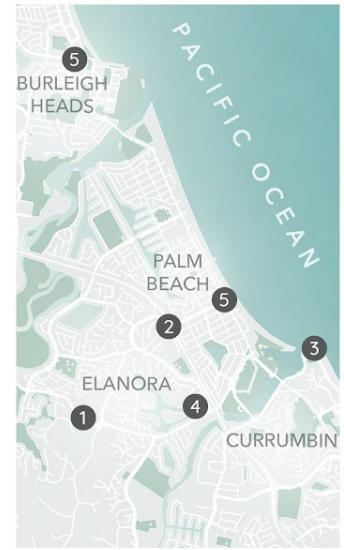 PACIFIC OCEAN
5
BURLEIGH
HEADS
PALM
BEACH
5
2
3
ELANORA
4
1
CURRUMBIN